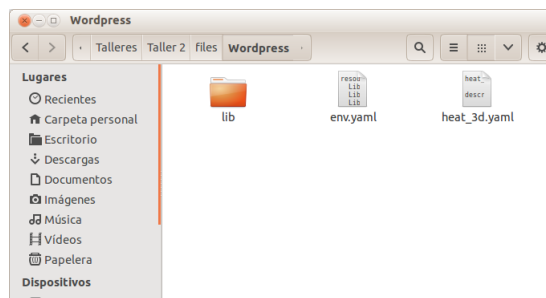 Wordpress
Talleres Taller 2 files Wordpress
Lugares
Recientes
Carpeta personal
Escritorio
Descargas
Documentos
Imágenes
Música
Vídeos
Papelera
Dispositivos
resou
Lib
Lib
Lib
heat_
descr
lib
env.yaml
heat_3d.yaml